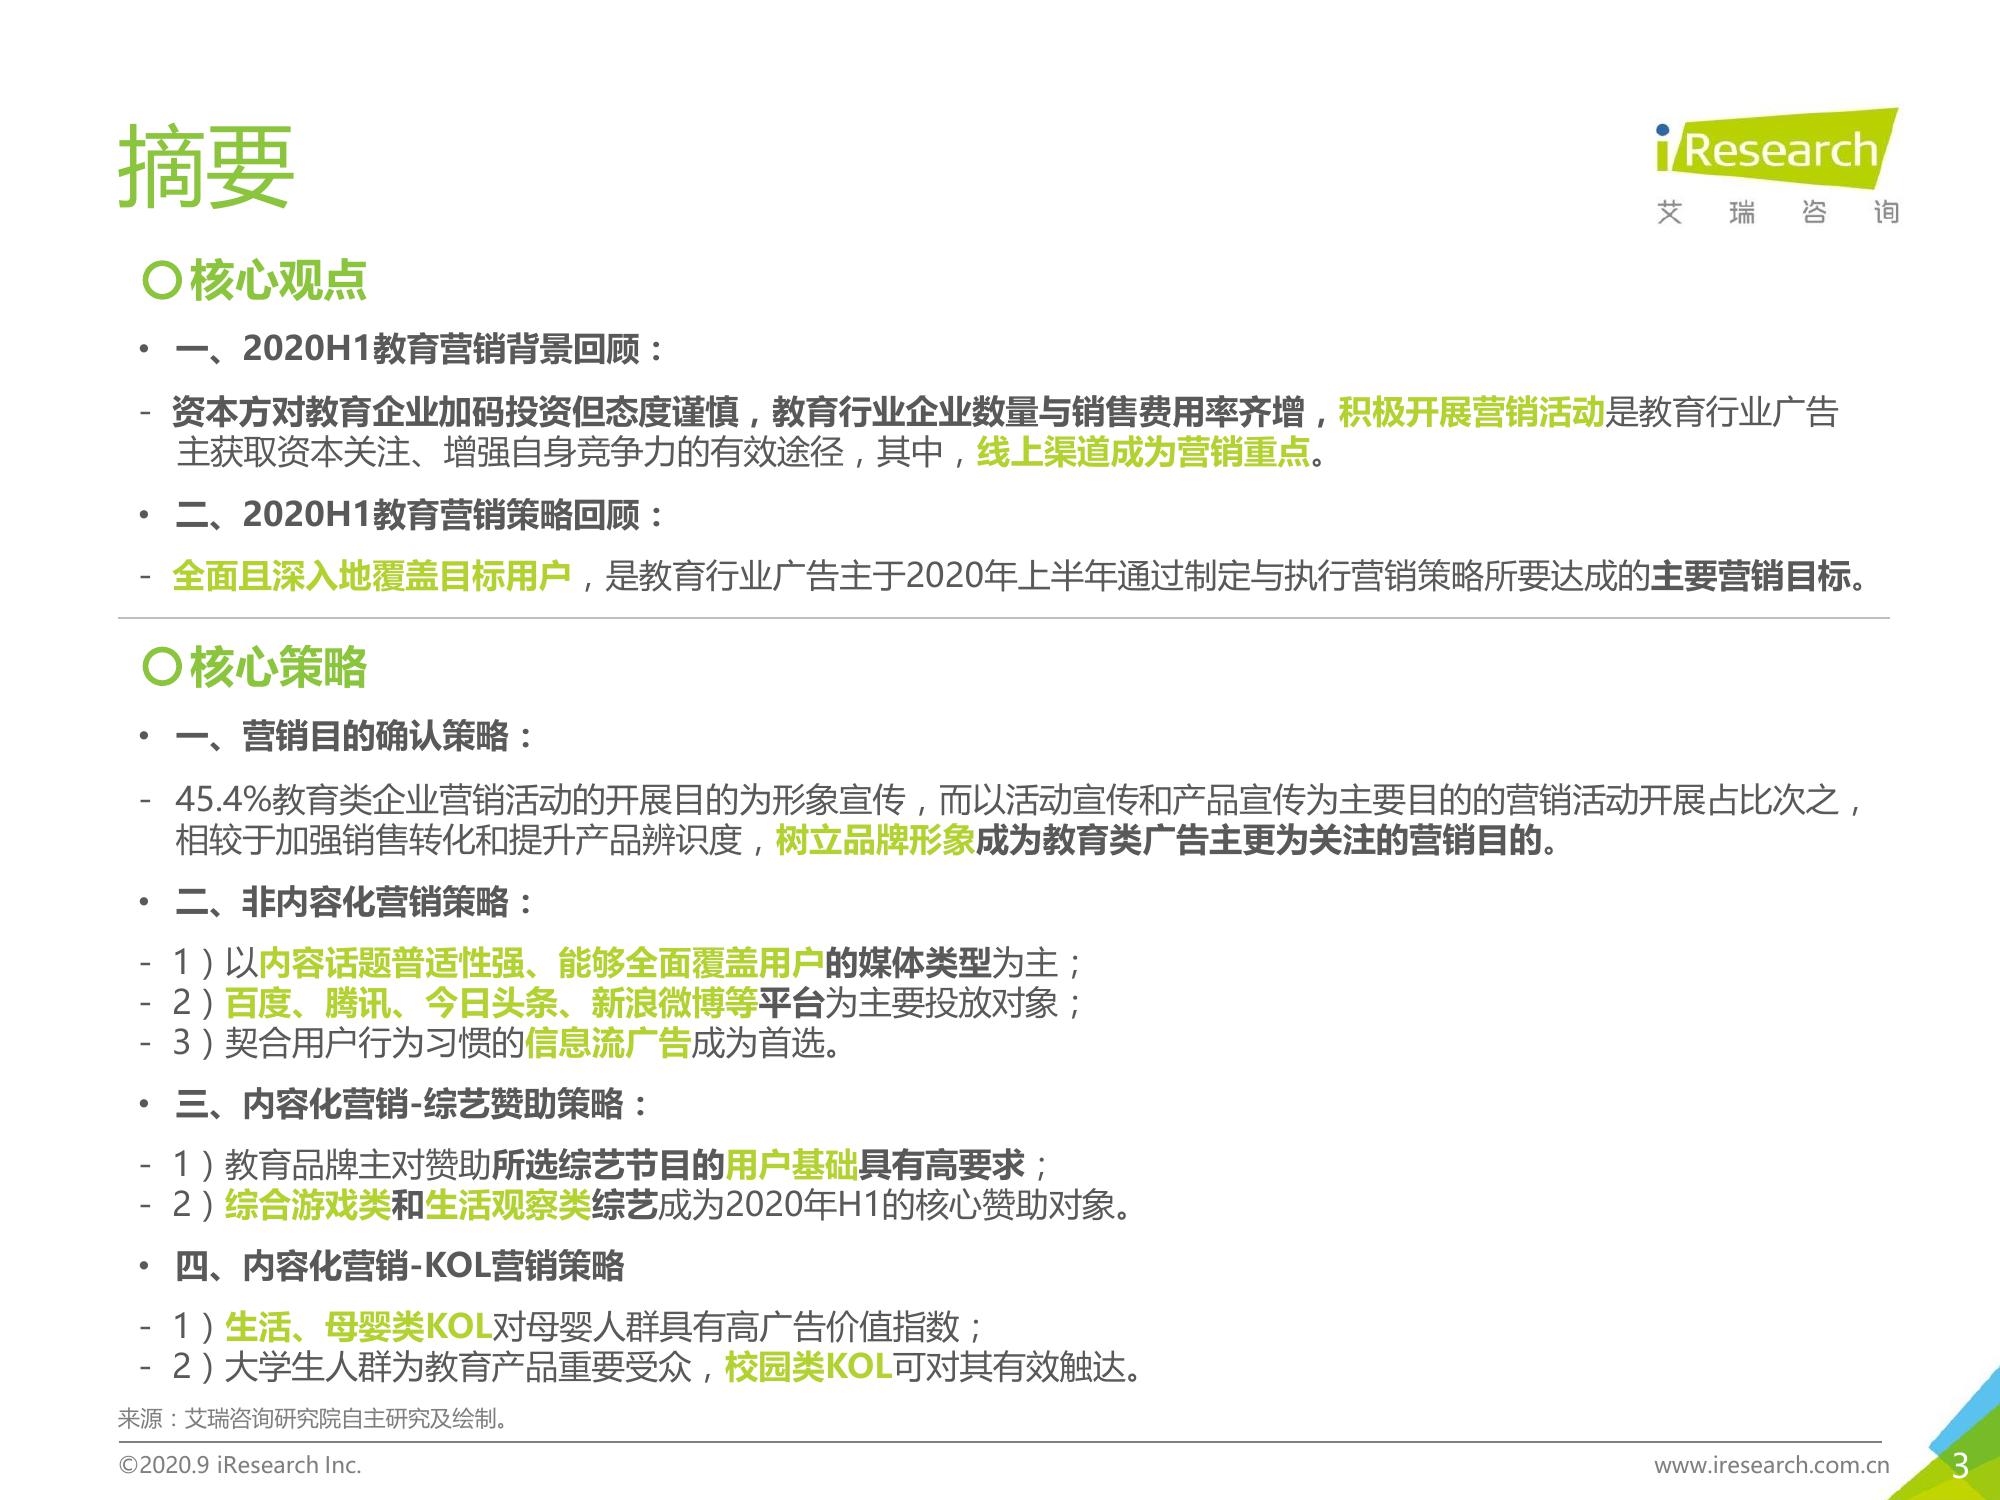 摘要
iResearch
艾瑞咨询
核心观点
• 一、2020H1教育营销背景回顾：
- 资本方对教育企业加码投资但态度谨慎，教育行业企业数量与销售费用率齐增，积极开展营销活动是教育行业广告
主获取资本关注、增强自身竞争力的有效途径，其中，线上渠道成为营销重点。
• 二、2020H1教育营销策略回顾：
- 全面且深入地覆盖目标用户，是教育行业广告主于2020年上半年通过制定与执行营销策略所要达成的主要营销目标。
核心策略
• 一、营销目的确认策略：
- 45.4%教育类企业营销活动的开展目的为形象宣传，而以活动宣传和产品宣传为主要目的的营销活动开展占比次之，
相较于加强销售转化和提升产品辨识度，树立品牌形象成为教育类广告主更为关注的营销目的。
• 二、非内容化营销策略：
- 1）以内容话题普适性强、能够全面覆盖用户的媒体类型为主；
- 2）百度、腾讯、今日头条、新浪微博等平台为主要投放对象；
- 3）契合用户行为习惯的信息流广告成为首选。
• 三、内容化营销-综艺赞助策略：
- 1）教育品牌主对赞助所选综艺节目的用户基础具有高要求；
- 2）综合游戏类和生活观察类综艺成为2020年H1的核心赞助对象。
• 四、内容化营销-KOL营销策略
- 1）生活、母婴类KOL对母婴人群具有高广告价值指数；
- 2）大学生人群为教育产品重要受众，校园类KOL可对其有效触达。
来源：艾瑞咨询研究院自主研究及绘制。
©2020.9 iResearch Inc.
www.iresearch.com.cn
3